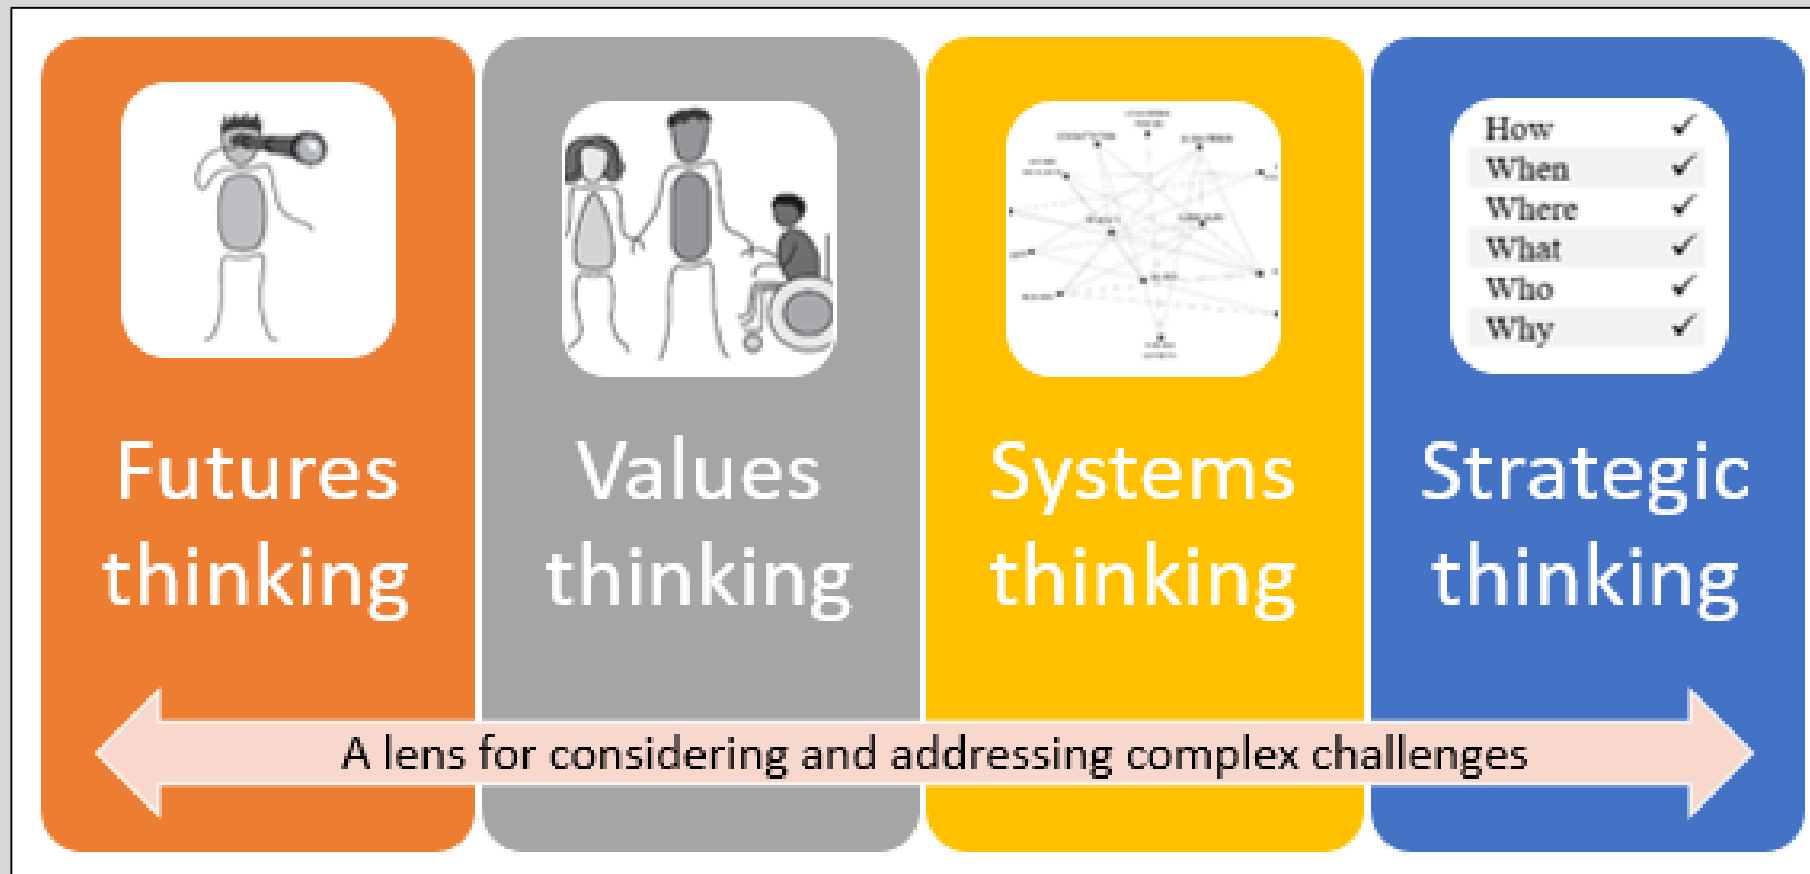 How ✓
When ✓
Where ✓
What ✓
Who ✓
Why ✓
Futures
thinking
Values
thinking
Systems
thinking
Strategic
thinking
A lens for considering and addressing complex challenges